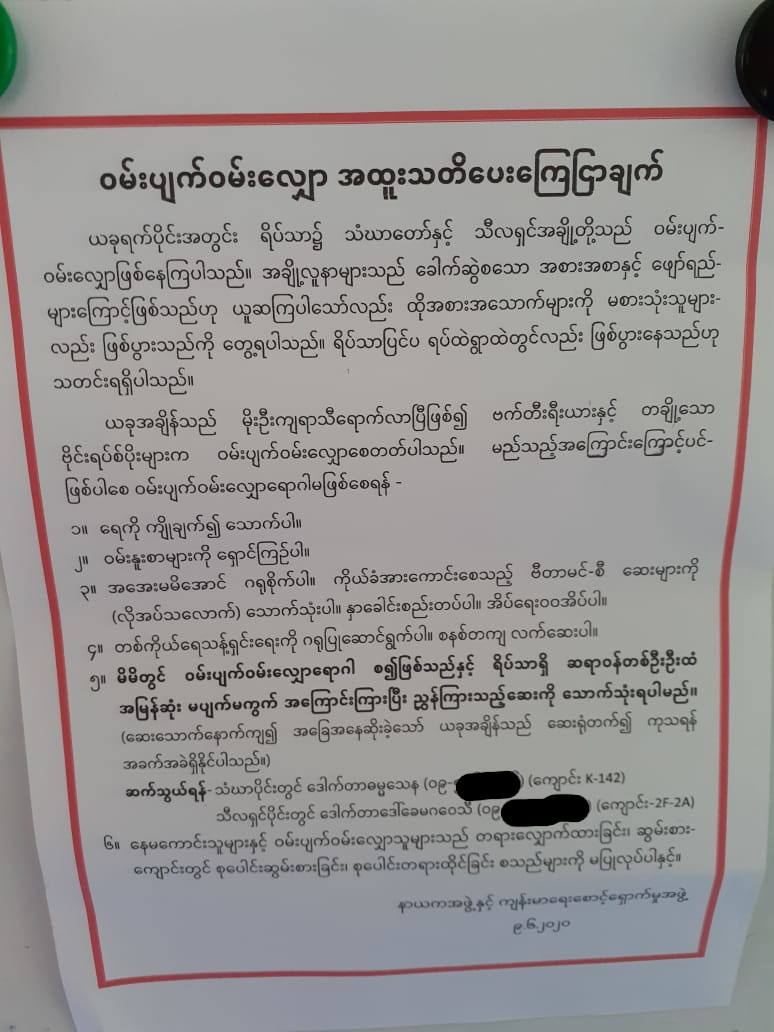 ဝမ်းပျက်ဝမ်းလျှော အထူးသတိပေးကြေငြာချက်
ယခုရက်ပိုင်းအတွင်း ရိပ်သာ၌ သံဃာတော်နှင့် သီလရှင်အချို့တို့သည် ဝမ်းပျက်-
ဝမ်းလျှောဖြစ်နေကြပါသည်။ အချို့လူနာများသည် ခေါက်ဆွဲစသော အစားအစာနှင့် ဖျော်ရည်-
များကြောင့်ဖြစ်သည်ဟု ယူဆကြပါသော်လည်း ထိုအစားအသောက်များကို မစားသုံးသူများ-
လည်း ဖြစ်ပွားသည်ကို တွေ့ရပါသည်။ ရိပ်သာပြင်ပ ရပ်ထဲရွာထဲတွင်လည်း ဖြစ်ပွားနေသည်ဟု
သတင်းရရှိပါသည်။
ယခုအချိန်သည် မိုးဦးကျရာသီရောက်လာပြီဖြစ်၍ ဗက်တီးရီးယားနှင့် တချို့သော
ဗိုင်းရပ်စ်ပိုးများက ဝမ်းပျက်ဝမ်းလျှောစေတတ်ပါသည်။ မည်သည့်အကြောင်းကြောင့်ပင်-
ဖြစ်ပါစေ ဝမ်းပျက်ဝမ်းလျှောရောဂါမဖြစ်စေရန် -
၁။ ရေကို ကျိုချက်၍ သောက်ပါ။
၂။ ဝမ်းနူးစာများကို ရှောင်ကြဉ်ပါ။
၃။ အအေးမမိအောင် ဂရုစိုက်ပါ။ ကိုယ်ခံအားကောင်းစေသည့် ဗီတာမင်-စီ ဆေးများကို
(လိုအပ်သလောက်) သောက်သုံးပါ။ နှာခေါင်းစည်းတပ်ပါ။ အိပ်ရေးဝဝအိပ်ပါ။
၄။ တစ်ကိုယ်ရေသန့်ရှင်းရေးကို ဂရုပြုဆောင်ရွက်ပါ။ စနစ်တကျ လက်ဆေးပါ။
၅။ မိမိတွင် ဝမ်းပျက်ဝမ်းလျှောရောဂါ စ၍ဖြစ်သည်နှင့် ရိပ်သာရှိ ဆရာဝန်တစ်ဦးဦးထံ
အမြန်ဆုံး မပျက်မကွက် အကြောင်းကြားပြီး ညွှန်ကြားသည့်ဆေးကို သောက်သုံးရပါမည်။
(ဆေးသောက်နောက်ကျ၍ အခြေအနေဆိုးခဲ့သော် ယခုအချိန်သည် ဆေးရုံတက်၍ ကုသရန်
အခက်အခဲရှိနိုင်ပါသည်။)
ဆက်သွယ်ရန်- သံဃာပိုင်းတွင် ဒေါက်တာဓမ္မသေန (၀၉- ) (ကျောင်း K-142)
သီလရှင်ပိုင်းတွင် ဒေါက်တာဒေါ်ခေမာဝေသီ (၀၉ ) (ကျောင်း-2F-2A)
၆။ နေမကောင်းသူများနှင့် ဝမ်းပျက်ဝမ်းလျှောသူများသည် တရားလျှောက်ထားခြင်း၊ ဆွမ်းစား-
ကျောင်းတွင် စုပေါင်းဆွမ်းစားခြင်း၊ စုပေါင်းတရားထိုင်ခြင်း စသည်များကို မပြုလုပ်ပါနှင့်။
နာယကအဖွဲ့နှင့် ကျန်းမာရေးစောင့်ရှောက်မှုအဖွဲ့
၉.၆.၂၀၂၀